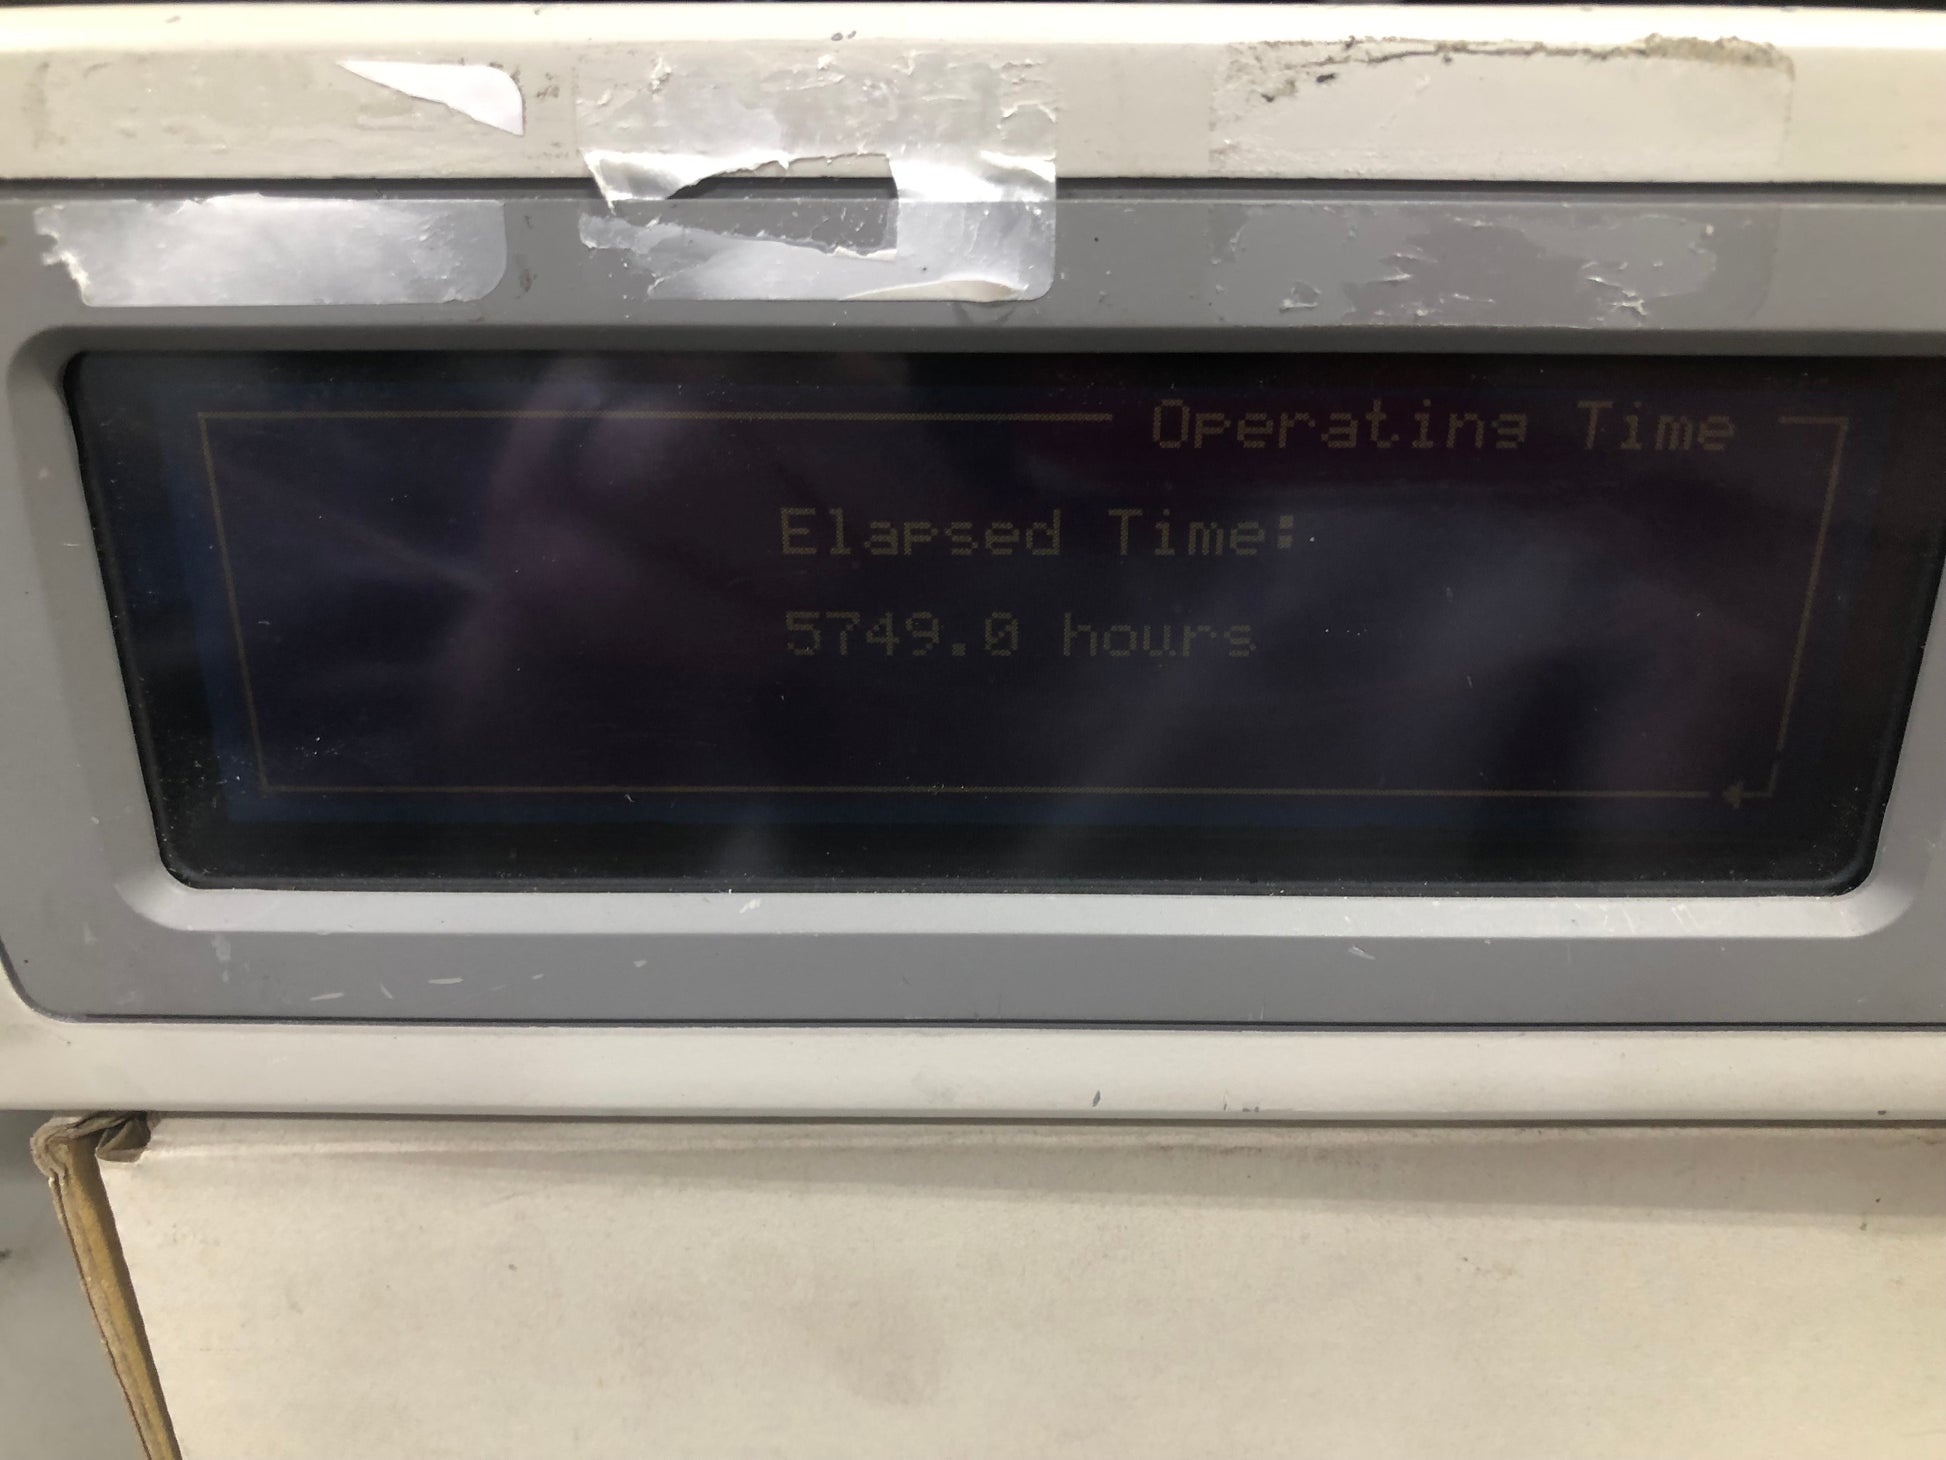 Operating Time
Elapsed Time:
5749.0 hours